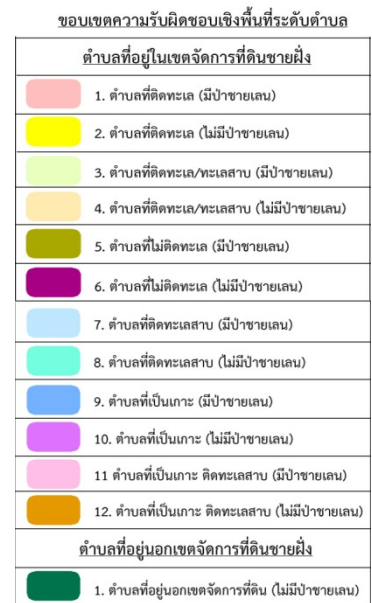 ขอบเขตความรับผิดชอบเชิงพื้นที่ระดับตำบล
ตำบลที่อยู่ในเขตจัดการที่ดินชายฝั่ง
1. ตำบลที่ติดทะเล (มีป่าชายเลน)
2. ตำบลที่ติดทะเล (ไม่มีป่าชายเลน)
3. ตำบลที่ติดทะเล/ทะเลสาบ (มีป่าชายเลน)
4. ตำบลที่ติดทะเล/ทะเลสาบ (ไม่มีป่าชายเลน)
5. ตำบลที่ไม่ติดทะเล (มีป่าชายเลน)
6. ตำบลที่ไม่ติดทะเล (ไม่มีป่าชายเลน)
7. ตำบลที่ติดทะเลสาบ (มีป่าชายเลน)
8. ตำบลที่ติดทะเลสาบ (ไม่มีป่าชายเลน)
9. ตำบลที่เป็นเกาะ (มีป่าชายเลน)
10. ตำบลที่เป็นเกาะ (ไม่มีป่าชายเลน)
11 ตำบลที่เป็นเกาะ ติดทะเลสาบ (มีป่าชายเลน)
12. ตำบลที่เป็นเกาะ ติดทะเลสาบ (ไม่มีป่าชายเลน)
ตำบลที่อยู่นอกเขตจัดการที่ดินชายฝั่ง
1. ตำบลที่อยู่นอกเขตจัดการที่ดิน (ไม่มีป่าชายเลน)